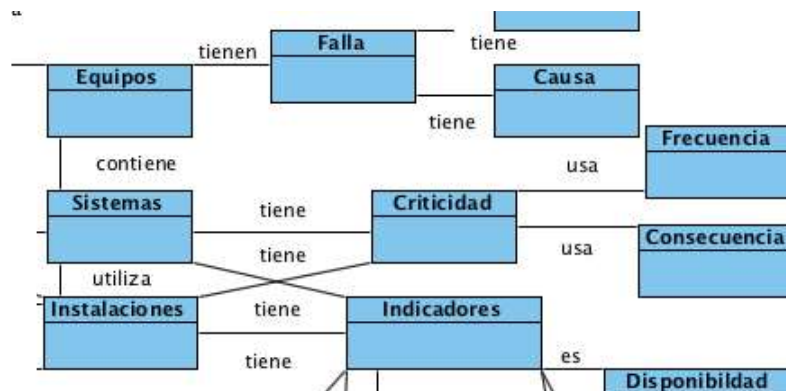 tienen
Falla
tiene
Equipos
Causa
tiene
Frecuencia
contiene
usa
Sistemas
tiene
Criticidad
Consecuencia
tiene
usa
utiliza
Instalaciones
tiene
Indicadores
tiene
es
Disponibildad